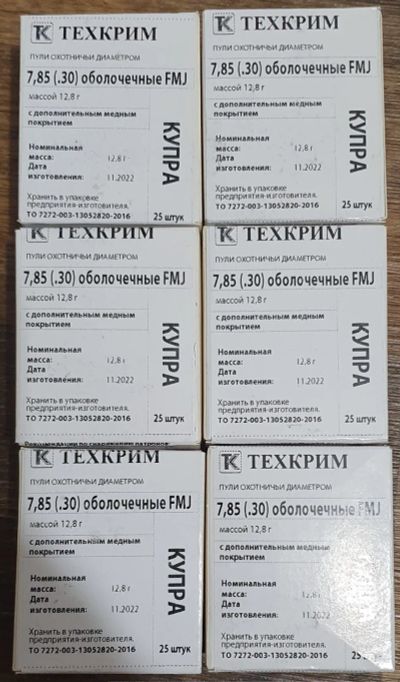 ТЕХКРИМ
ПУЛИ ОХОТНИЧЬИ ДИАМЕТРОМ
7,85 (.30) оболочечные FMJ
массой 12,8 г
с дополнительным медным
покрытием
Номинальная
масса: 12,8 г
Дата
изготовления: 11.2022
КУПРА
Хранить в упаковке
предприятия-изготовителя.
ТО 7272-003-13052820-2016 25 штук
ТЕХКРИМ
ПУЛИ ОХОТНИЧЬИ ДИАМЕТРОМ
7,85 (.30) оболочечные FMJ
массой 12,8 г
с дополнительным медным
покрытием
Номинальная
масса: 12,8 г
Дата
изготовления: 11.2022
КУПРА
Хранить в упаковке
предприятия-изготовителя.
ТО 7272-003-13052820-2016 25 штук
ТЕХКРИМ
ПУЛИ ОХОТНИЧЬИ ДИАМЕТРОМ
7,85 (.30) оболочечные FMJ
массой 12,8 г
с дополнительным медным
покрытием
Номинальная
масса: 12,8 г
Дата
изготовления: 11.2022
КУПРА
Хранить в упаковке
предприятия-изготовителя.
ТО 7272-003-13052820-2016 25 штук
ТЕХКРИМ
ПУЛИ ОХОТНИЧЬИ ДИАМЕТРОМ
7,85 (.30) оболочечные FMJ
массой 12,8 г
с дополнительным медным
покрытием
Номинальная
масса: 12,8 г
Дата
изготовления: 11.2022
КУПРА
Хранить в упаковке
предприятия-изготовителя.
ТО 7272-003-13052820-2016 25 штук
ТЕХКРИМ
ПУЛИ ОХОТНИЧЬИ ДИАМЕТРОМ
7,85 (.30) оболочечные FMJ
массой 12,8 г
с дополнительным медным
покрытием
Номинальная
масса: 12,8 г
Дата
изготовления: 11.2022
КУПРА
Хранить в упаковке
предприятия-изготовителя.
ТО 7272-003-13052820-2016 25 штук
ТЕХКРИМ
ПУЛИ ОХОТНИЧЬИ ДИАМЕТРОМ
7,85 (.30) оболочечные FMJ
массой 12,8 г
с дополнительным медным
покрытием
Номинальная
масса: 12,8
Дата
изготовления: 11.2022
Хранить в упаковке
предприятия-изготовителя.
ТО 7272-003-13052820-2016 25